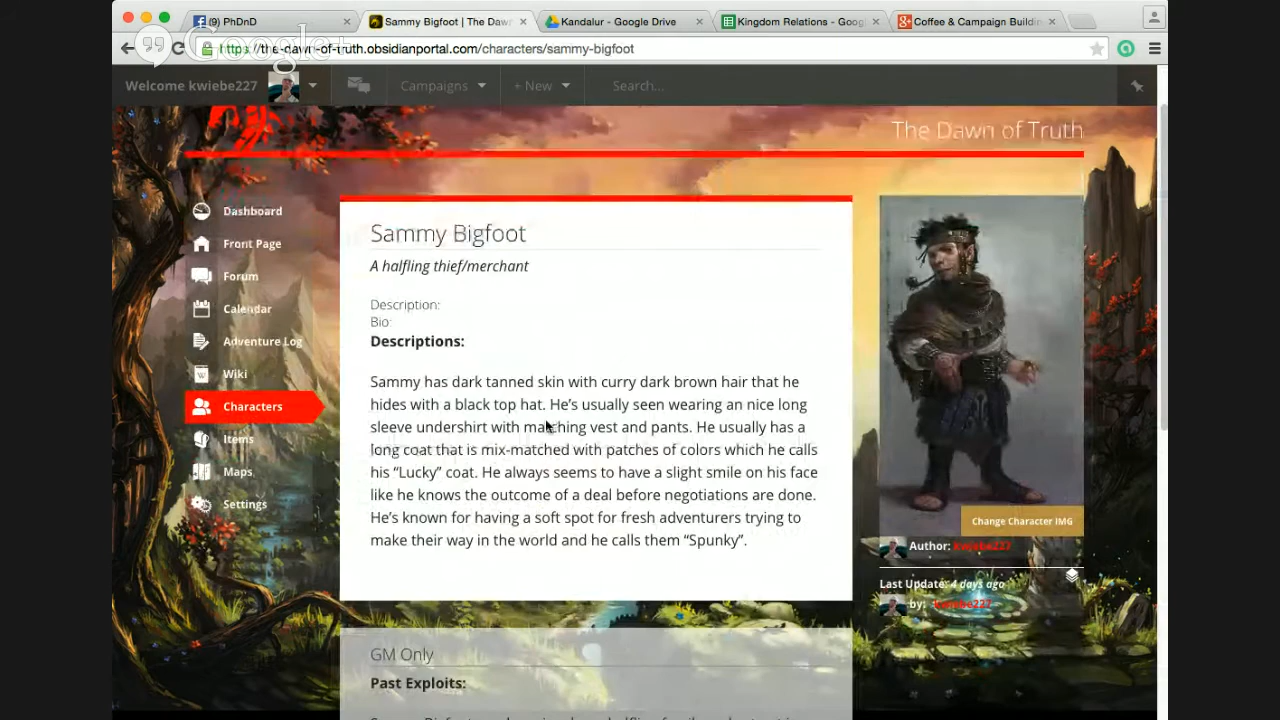 (5) PhDnD
Sammy Bigfoot | The Daw
Kandalur - Google Drive
Kingdom Relations - Goog
Coffee & Campaign Buildin
Google+
https://the-dawn-of-truth.obsidianportal.com/characters/sammy-bigfoot
Welcome kwiebe227
Campaigns
+ New
Search...
The Dawn of Truth
Dashboard
Front Page
Forum
Calendar
Adventure Log
Wiki
Characters
Items
Maps
Settings
Sammy Bigfoot
A halfling thief/merchant
Description:
Bio:
Descriptions:
Sammy has dark tanned skin with curry dark brown hair that he
hides with a black top hat. He's usually seen wearing an nice long
sleeve undershirt with matching vest and pants. He usually has a
long coat that is mix-matched with patches of colors which he calls
his “Lucky” coat. He always seems to have a slight smile on his face
like he knows the outcome of a deal before negotiations are done.
He's known for having a soft spot for fresh adventurers trying to
make their way in the world and he calls them “Spunky”.
GM Only
Past Exploits:
Change Character IMG
Author: kwiebe227
Last Update: 4 days ago
by: kwiebe227